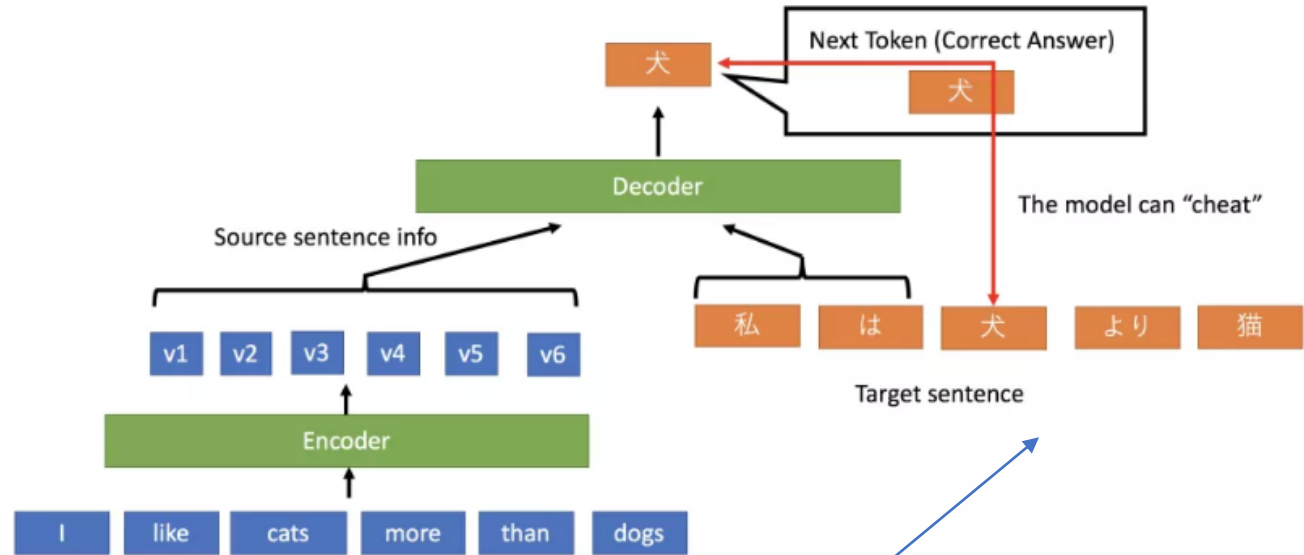 Next Token (Correct Answer)
犬
犬
Decoder
The model can “cheat”
Source sentence info
私 は 犬 より 猫
v1 v2 v3 v4 v5 v6
Target sentence
Encoder
I like cats more than dogs